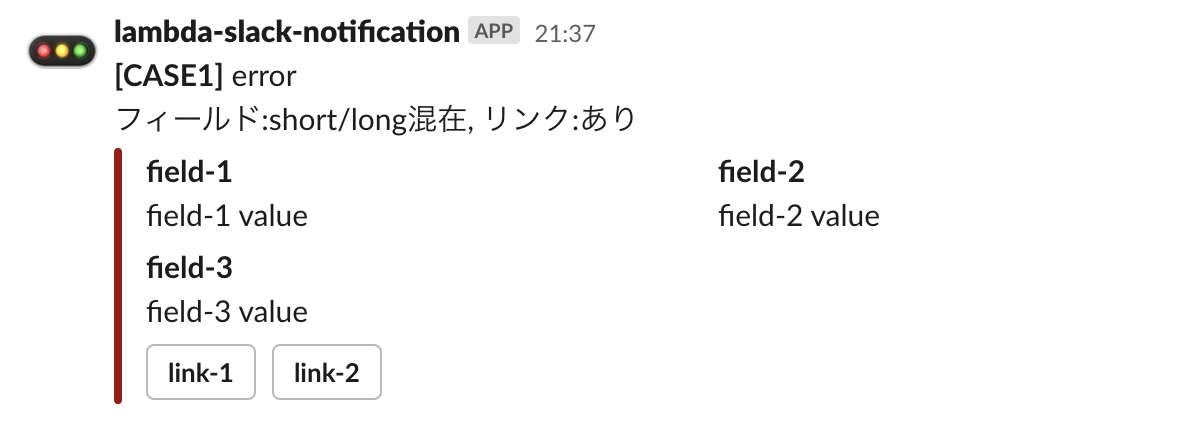 lambda-slack-notification APP 21:37
[CASE1] error
フィールド:short/long混在, リンク:あり
field-1 field-2
field-1 value field-2 value
field-3
field-3 value
link-1 link-2